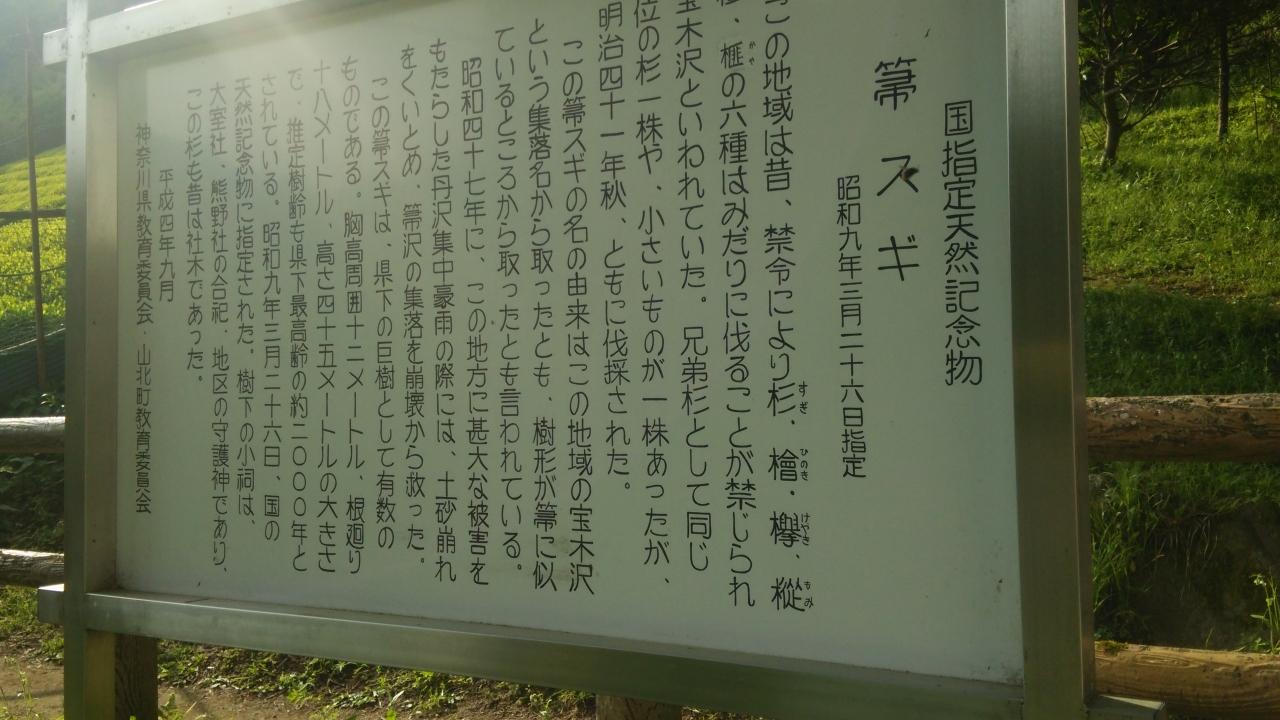 国指定天然記念物
箒スギ
昭和九年三月二十六日指定
この地域は昔、禁令により杉、檜、欅、樅
すぎ
ひのき
けやき
もみ
、榧の六種はみだりに伐ることが禁じられ
かや
宝木沢といわれていた。兄弟杉として同じ
位の杉一株や、小さいものが一株あったが、
明治四十一年秋、ともに伐採された。
この箒スギの名の由来はこの地域の宝木沢
という集落名から取ったとも、樹形が箒に似
ているところから取ったとも言われている。
昭和四十七年に、この地方に甚大な被害を
もたらした丹沢集中豪雨の際には、土砂崩れ
をくいとめ、箒沢の集落を崩壊から救った。
この箒スギは、県下の巨樹として有数の
ものである。胸高周囲十二メートル、根廻り
十八メートル、高さ四十五メートルの大きさ
で、推定樹齢も県下最高齢の約二〇〇〇年と
されている。昭和九年三月二十六日、国の
天然記念物に指定された。樹下の小祠は、
大室社、熊野社の合祀、地区の守護神であり、
この杉も昔は社木であった。
平成四年九月
神奈川県教育委員会・山北町教育委員会